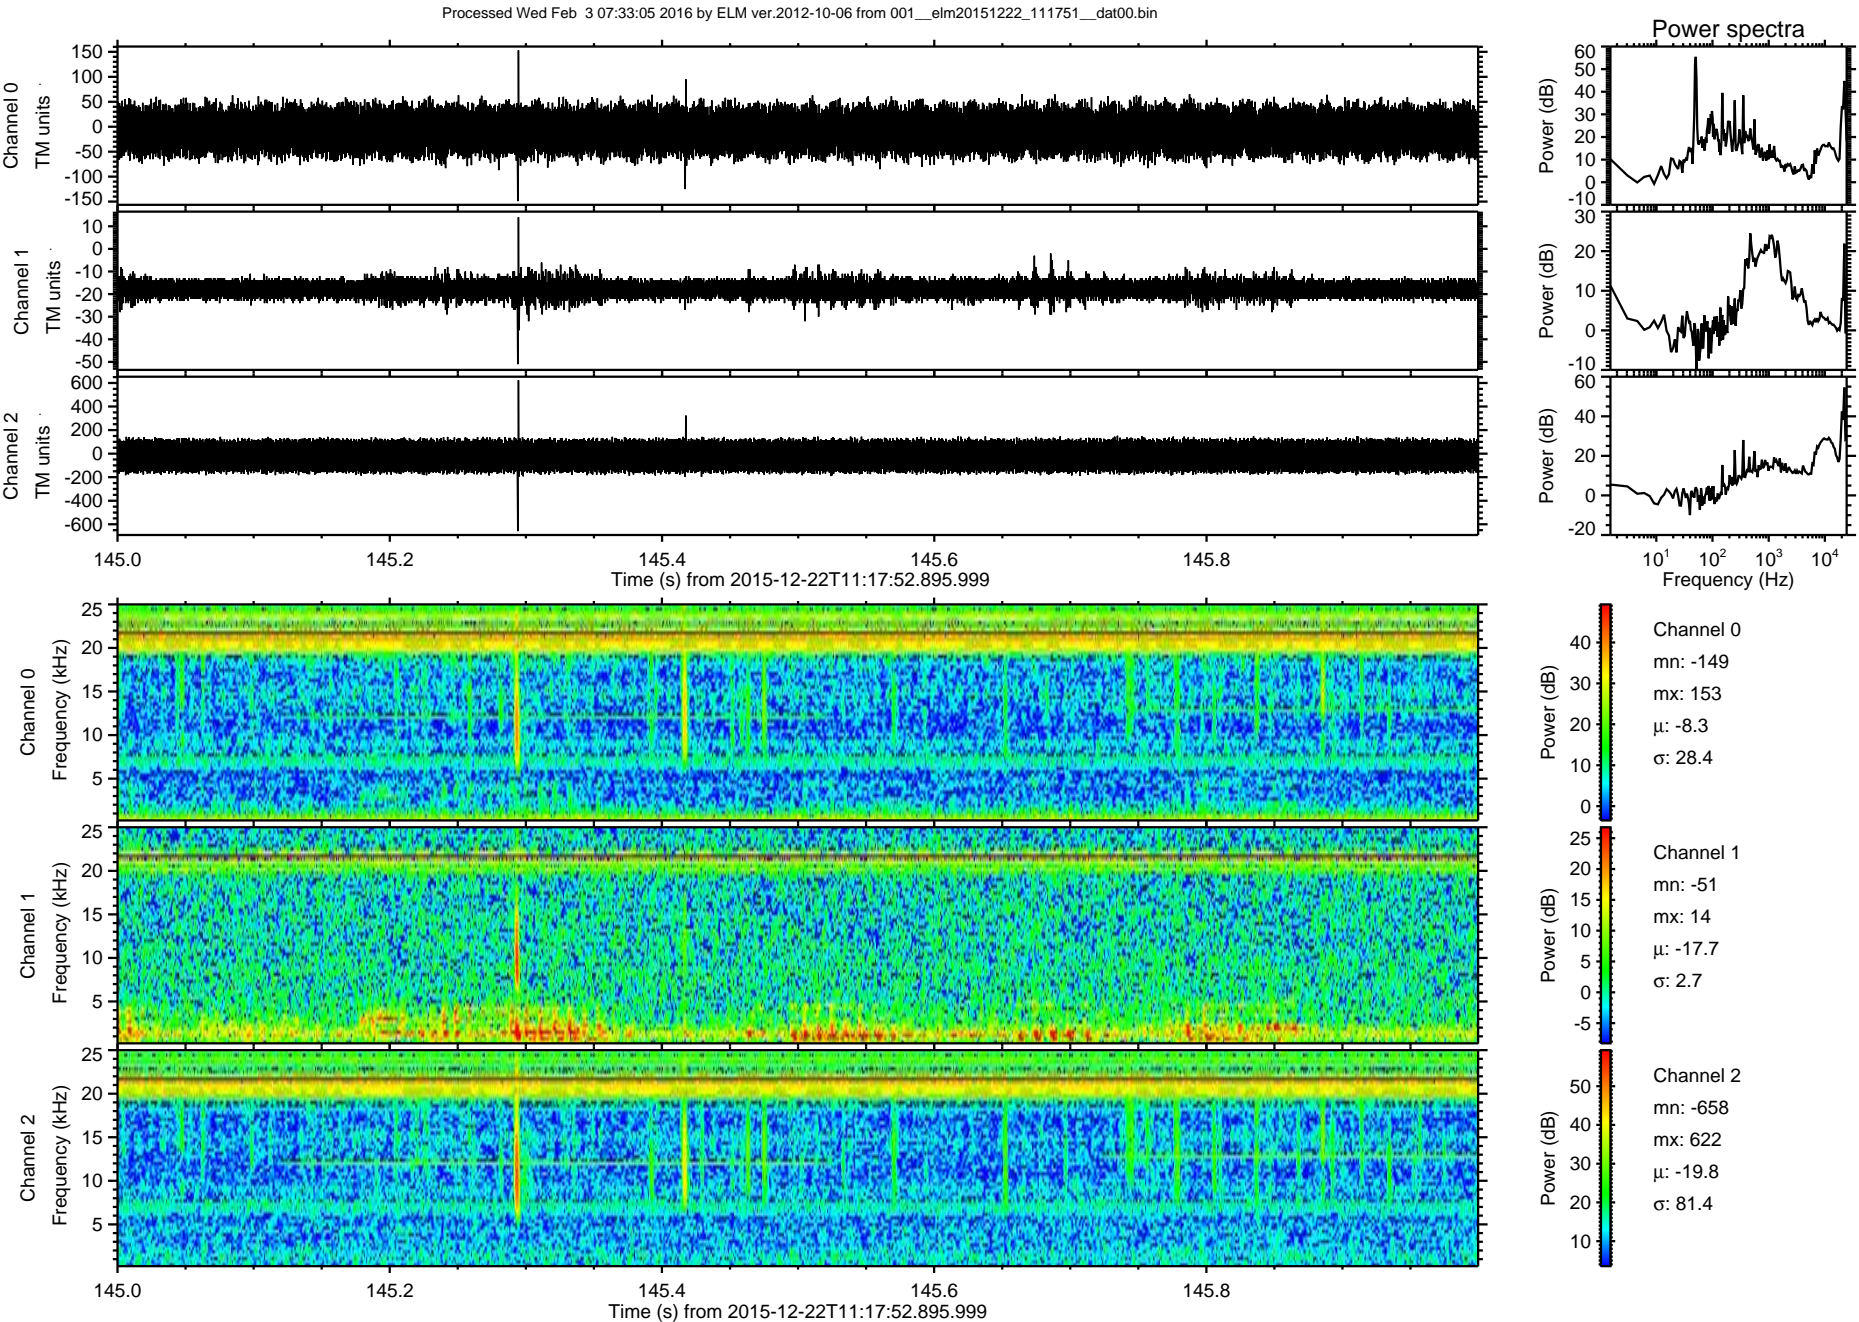 Processed Wed Feb  3 07:33:05 2016 by ELM ver.2012-10-06 from 001__elm20151222_111751__dat00.bin
Power spectra
Channel 0
TM units
150
100
50
0
-50
-100
-150
Channel 1
TM units
10
0
-10
-20
-30
-40
-50
Channel 2
TM units
600
400
200
0
-200
-400
-600
145.0 145.2 145.4 145.6 145.8
Time (s) from 2015-12-22T11:17:52.895.999
Power (dB)
60
50
40
30
20
10
0
-10
Power (dB)
30
20
10
0
-10
Power (dB)
60
40
20
0
-20
10^1 10^2 10^3 10^4
Frequency (Hz)
Channel 0
Frequency (kHz)
25
20
15
10
5
Power (dB)
40
30
20
10
0
Channel 0
mn: -149
mx: 153
µ: -8.3
σ: 28.4
Channel 1
Frequency (kHz)
25
20
15
10
5
Power (dB)
25
20
15
10
5
0
-5
Channel 1
mn: -51
mx: 14
µ: -17.7
σ: 2.7
Channel 2
Frequency (kHz)
25
20
15
10
5
Power (dB)
50
40
30
20
10
Channel 2
mn: -658
mx: 622
µ: -19.8
σ: 81.4
145.0 145.2 145.4 145.6 145.8
Time (s) from 2015-12-22T11:17:52.895.999